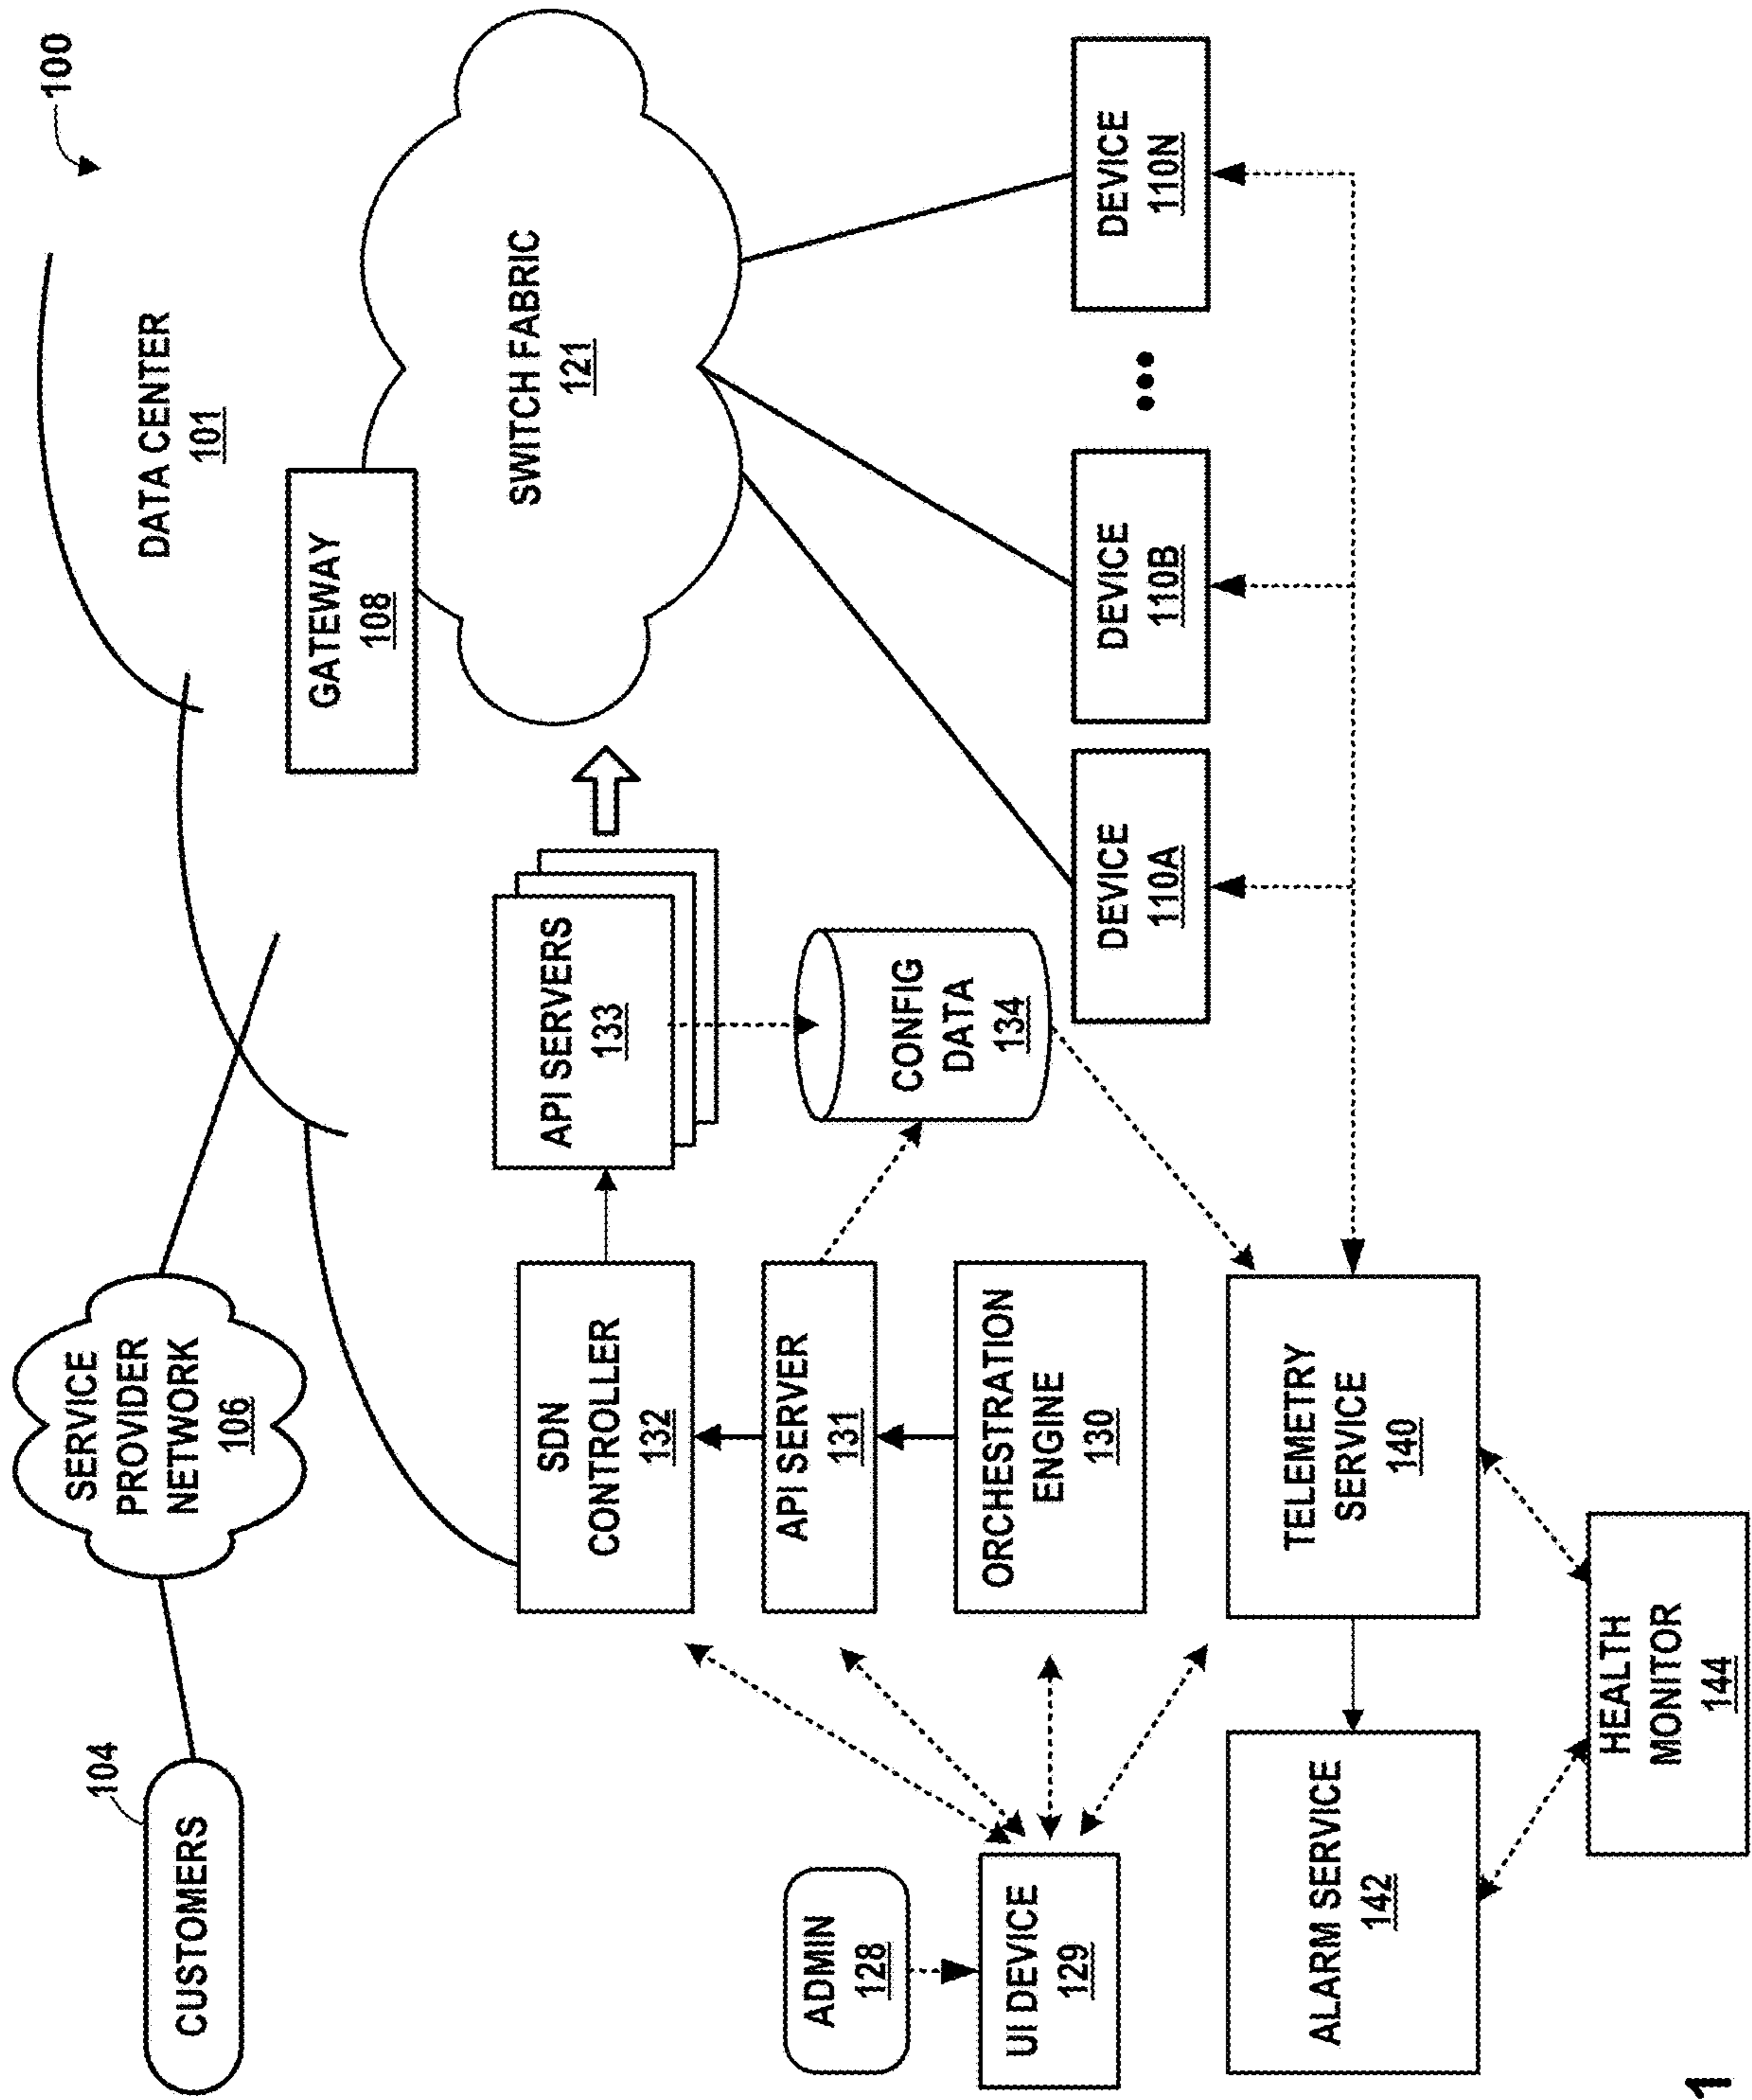 100
CUSTOMERS
104
SERVICE
PROVIDER
NETWORK
106
DATA CENTER
101
GATEWAY
108
SWITCH FABRIC
121
SDN
CONTROLLER
132
API SERVERS
133
API SERVER
131
CONFIG
DATA
134
ORCHESTRATION
ENGINE
130
ADMIN
128
UI DEVICE
129
DEVICE
110A
DEVICE
110B
•••
DEVICE
110N
TELEMETRY
SERVICE
140
ALARM SERVICE
142
HEALTH
MONITOR
144
1